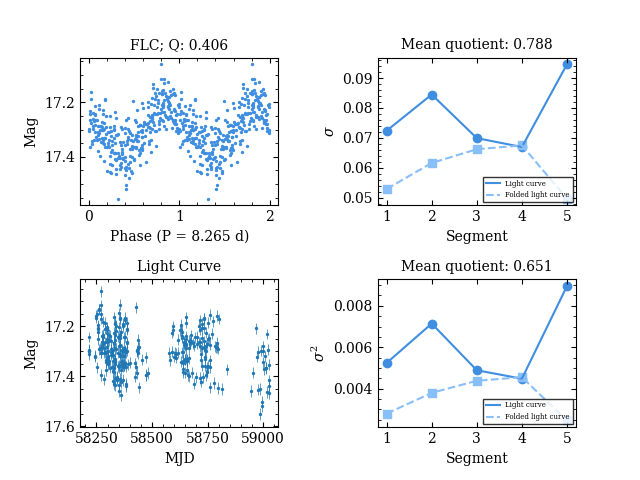 FLC; Q: 0.406
Mag
17.2
17.4
0
1
2
Phase (P = 8.265 d)
Mean quotient: 0.788
σ
0.09
0.08
0.07
0.06
0.05
Light curve
Folded light curve
1
2
3
4
5
Segment
Light Curve
Mag
17.2
17.4
17.6
58250
58500
58750
59000
MJD
Mean quotient: 0.651
σ²
0.008
0.006
0.004
Light curve
Folded light curve
1
2
3
4
5
Segment